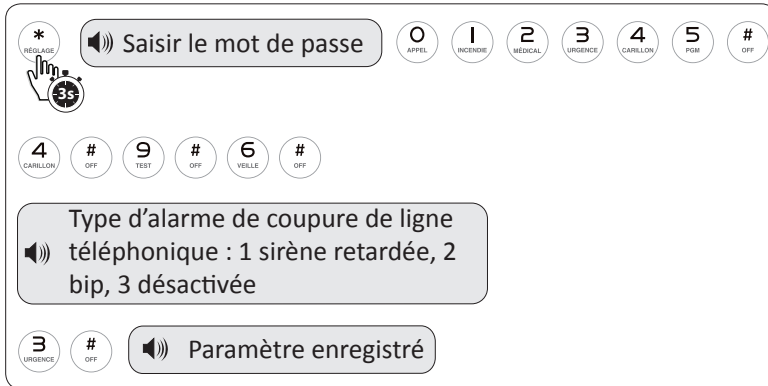 * Saisir le mot de passe 0 1 2 3 4 5 #
RÉGLAGE APPEL INCENDIE MÉDICAL URGENCE CARILLON PGM OFF
3s
4 # 9 # 6 #
CARILLON OFF TEST OFF VEILLE OFF
Type d’alarme de coupure de ligne
téléphonique : 1 sirène retardée, 2
bip, 3 désactivée
3 # Paramètre enregistré
URGENCE OFF